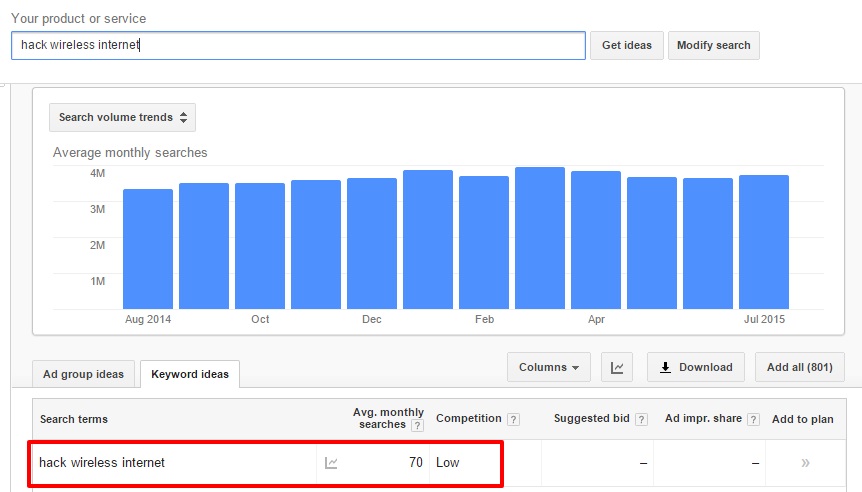 Your product or service
hack wireless internet
Get ideas
Modify search
Search volume trends
Average monthly searches
4M
3M
2M
1M
Aug 2014 Oct Dec Feb Apr Jul 2015
Ad group ideas Keyword ideas Columns Download Add all (801)
Search terms Avg. monthly searches ? Competition ? Suggested bid ? Ad impr. share ? Add to plan
hack wireless internet 70 Low – – »